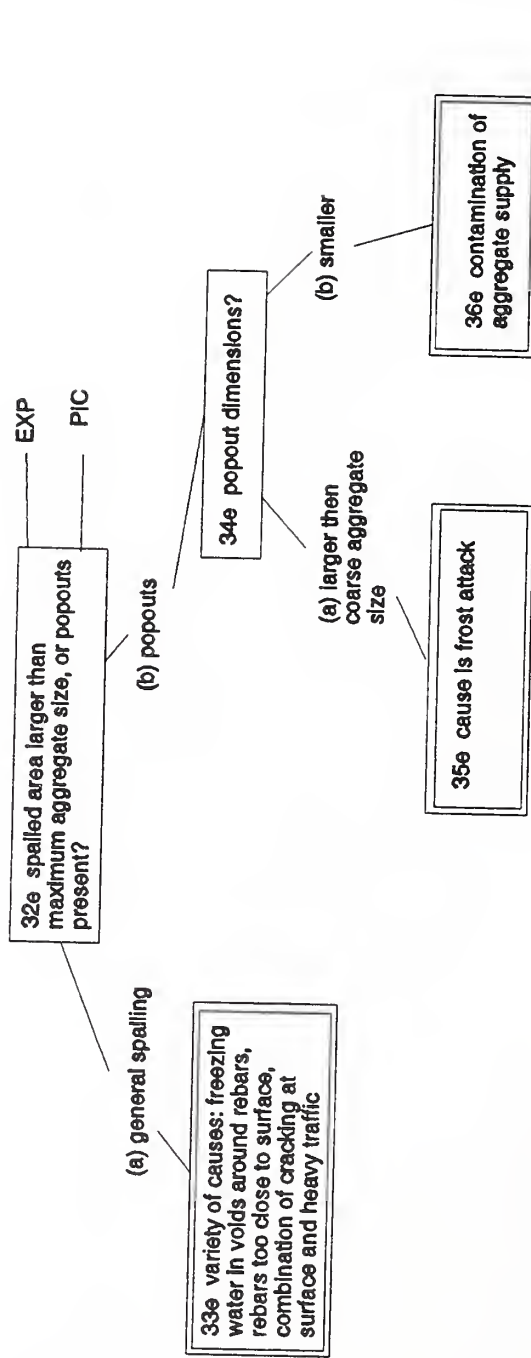 32e spalled area larger than
maximum aggregate size, or popouts
present?
EXP
PIC
(a) general spalling
(b) popouts
33e variety of causes: freezing
water in voids around rebars,
rebars too close to surface,
combination of cracking at
surface and heavy traffic
34e popout dimensions?
(a) larger then
coarse aggregate
size
(b) smaller
35e cause is frost attack
36e contamination of
aggregate supply